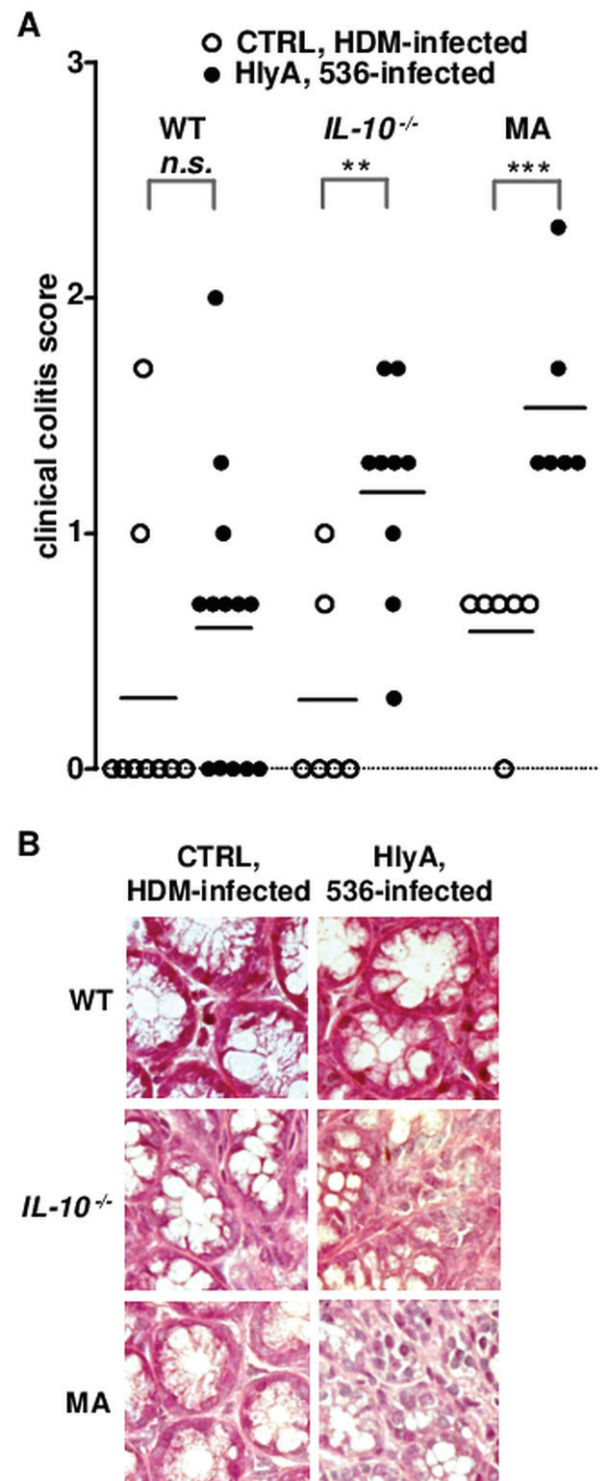 A
CTRL, HDM-infected
HlyA, 536-infected
WT
IL-10 -/-
MA
n.s.
**
***
3
2
1
0
clinical colitis score
B
CTRL,
HDM-infected
HlyA,
536-infected
WT
IL-10 -/-
MA